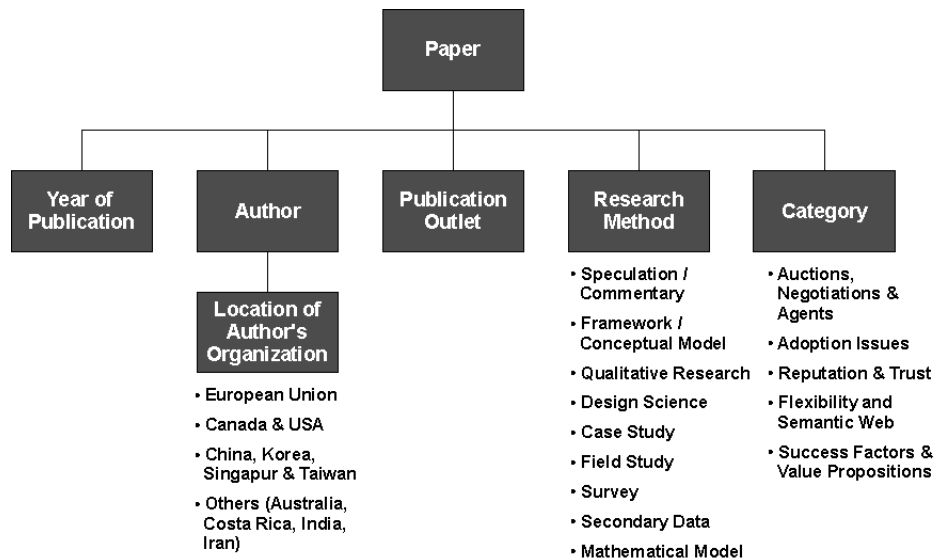 Paper
Year of
Publication
Author
Publication
Outlet
Research
Method
Category
Location of
Author's
Organization
• European Union
• Canada & USA
• China, Korea,
Singapur & Taiwan
• Others (Australia,
Costa Rica, India,
Iran)
• Speculation /
Commentary
• Framework /
Conceptual Model
• Qualitative Research
• Design Science
• Case Study
• Field Study
• Survey
• Secondary Data
• Mathematical Model
• Auctions,
Negotiations &
Agents
• Adoption Issues
• Reputation & Trust
• Flexibility and
Semantic Web
• Success Factors &
Value Propositions